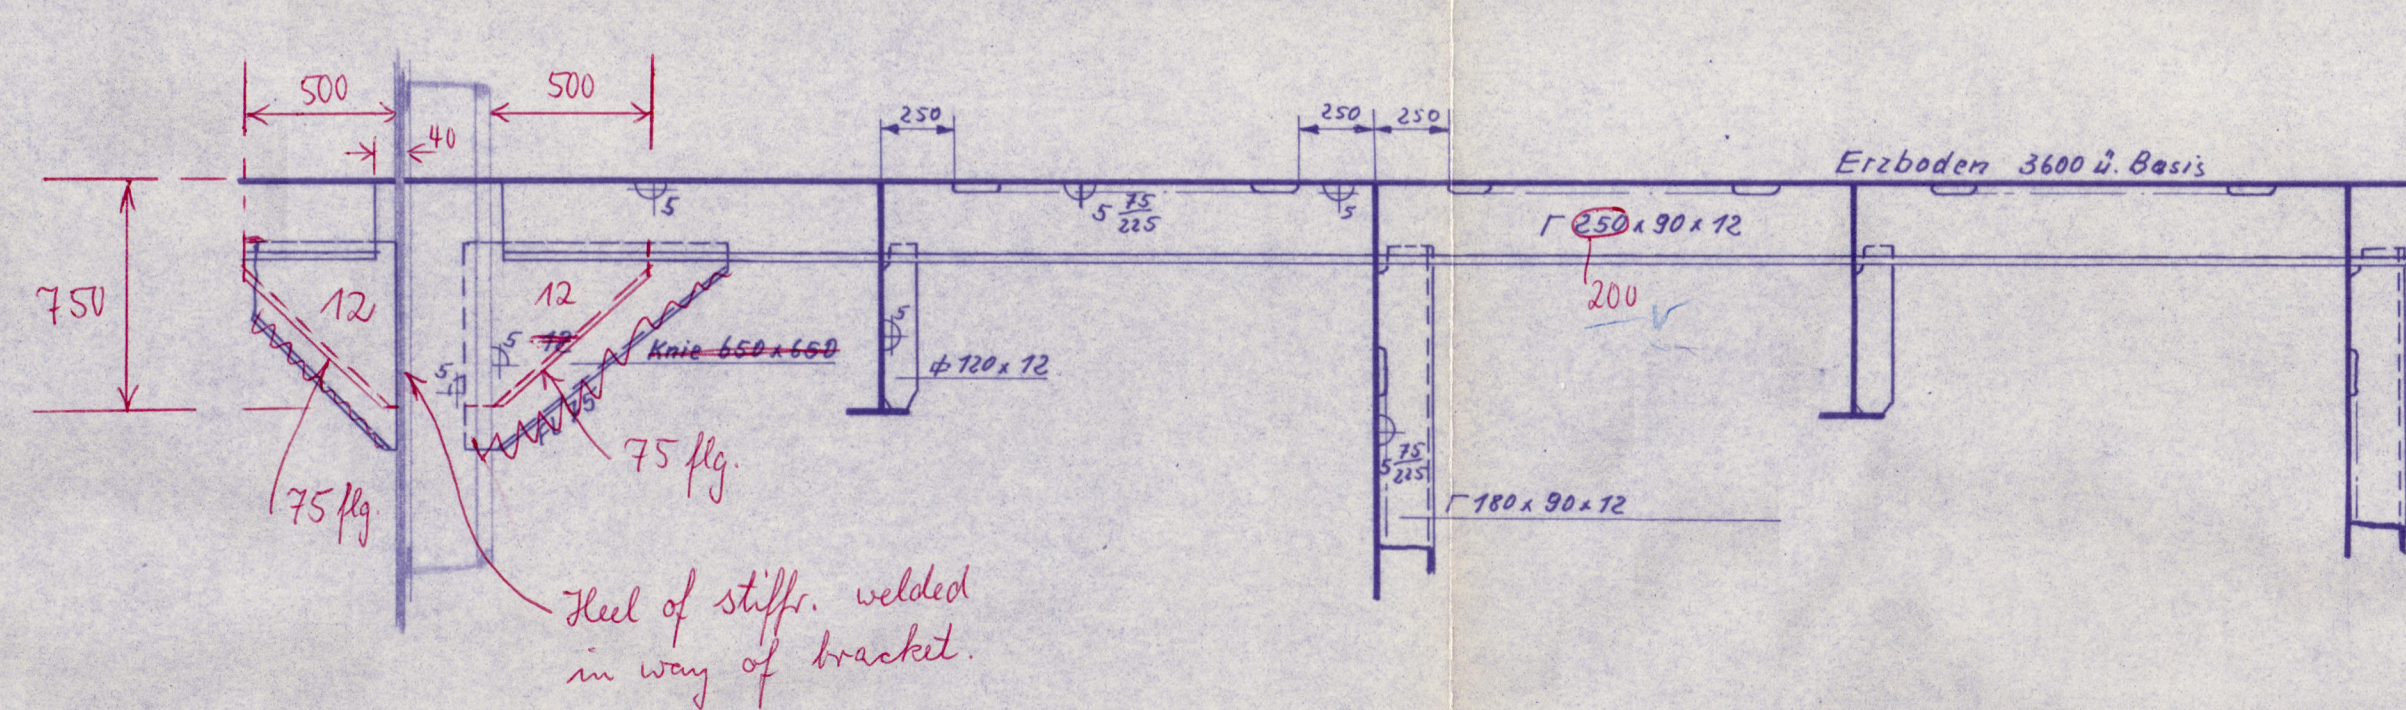 500
500
40
250
250
250
Erzboden 3600 ü. Basis
5
5 75/225
5
Γ 250 x 90 x 12
200
750
12
12
12
5
5
Knie 650 x 650
5
ϕ 120 x 12
75 flg.
75 flg.
5 75/225
Γ 180 x 90 x 12
Heel of stiffr. welded
in way of bracket.